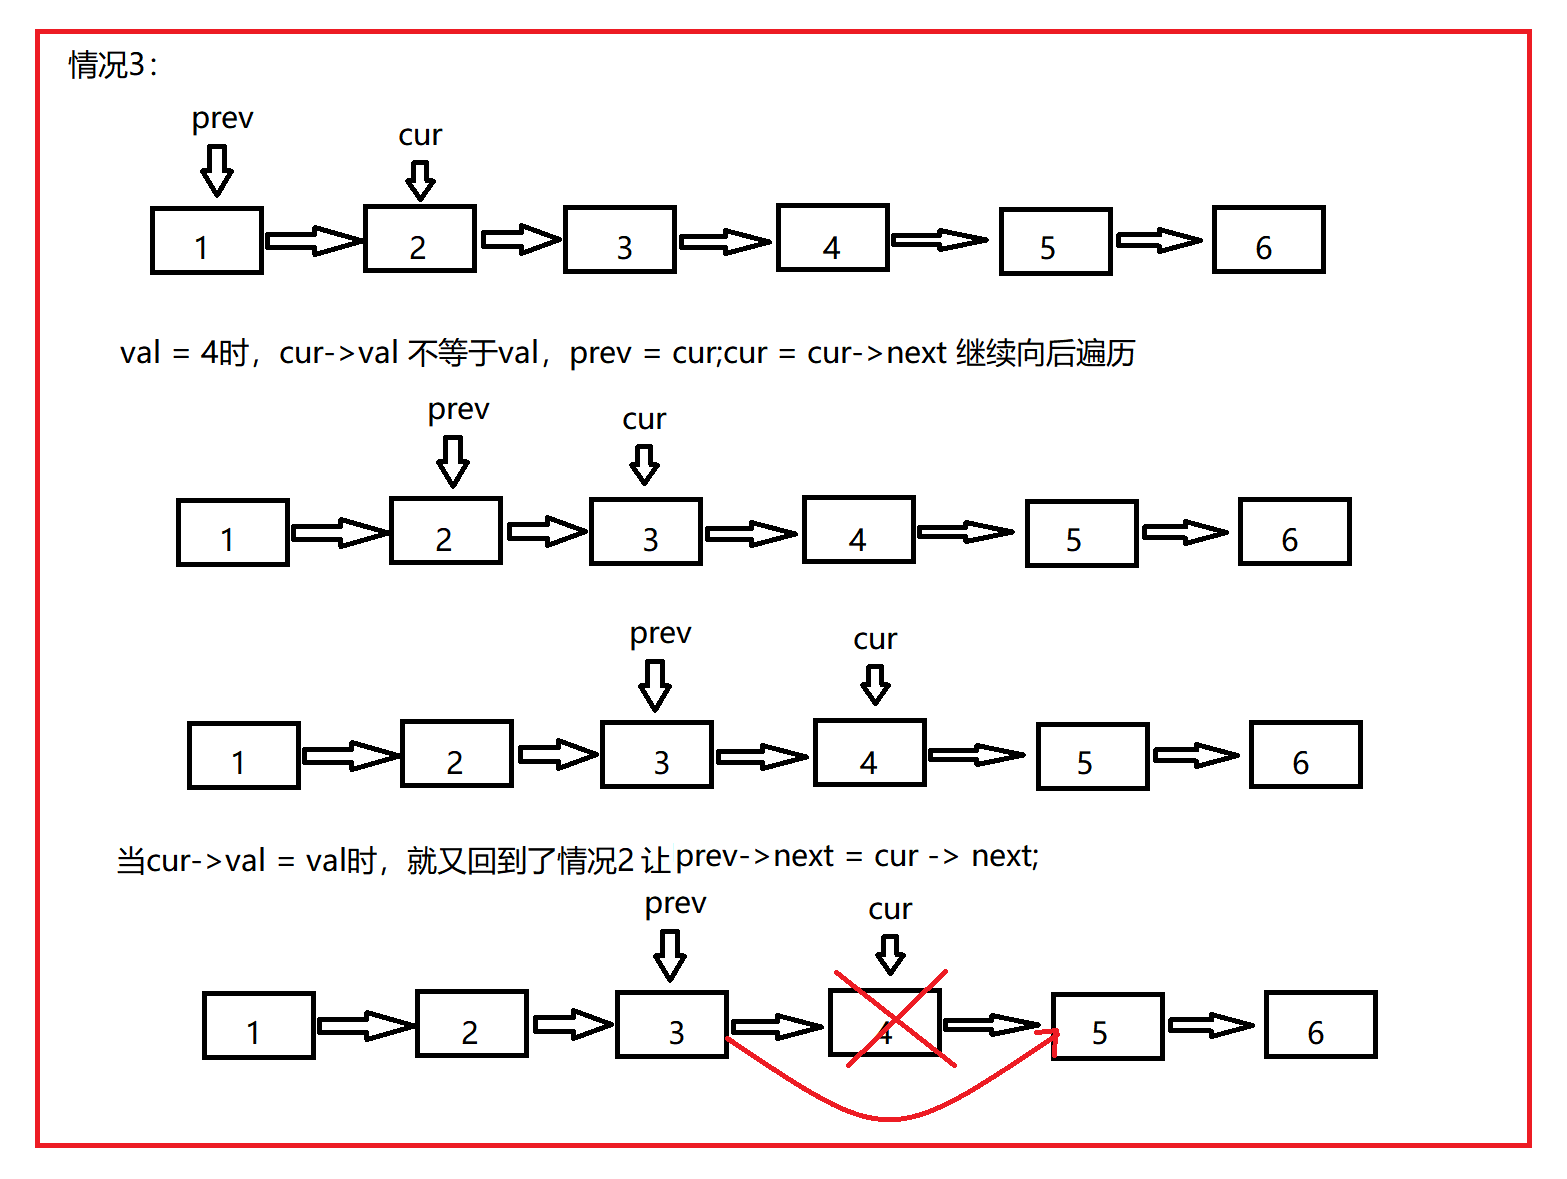 情况3：
prev
cur
1 2 3 4 5 6
val = 4时，cur->val 不等于val，prev = cur;cur = cur->next 继续向后遍历
prev
cur
1 2 3 4 5 6
prev
cur
1 2 3 4 5 6
当cur->val = val时，就又回到了情况2 让prev->next = cur -> next;
prev
cur
1 2 3 4 5 6